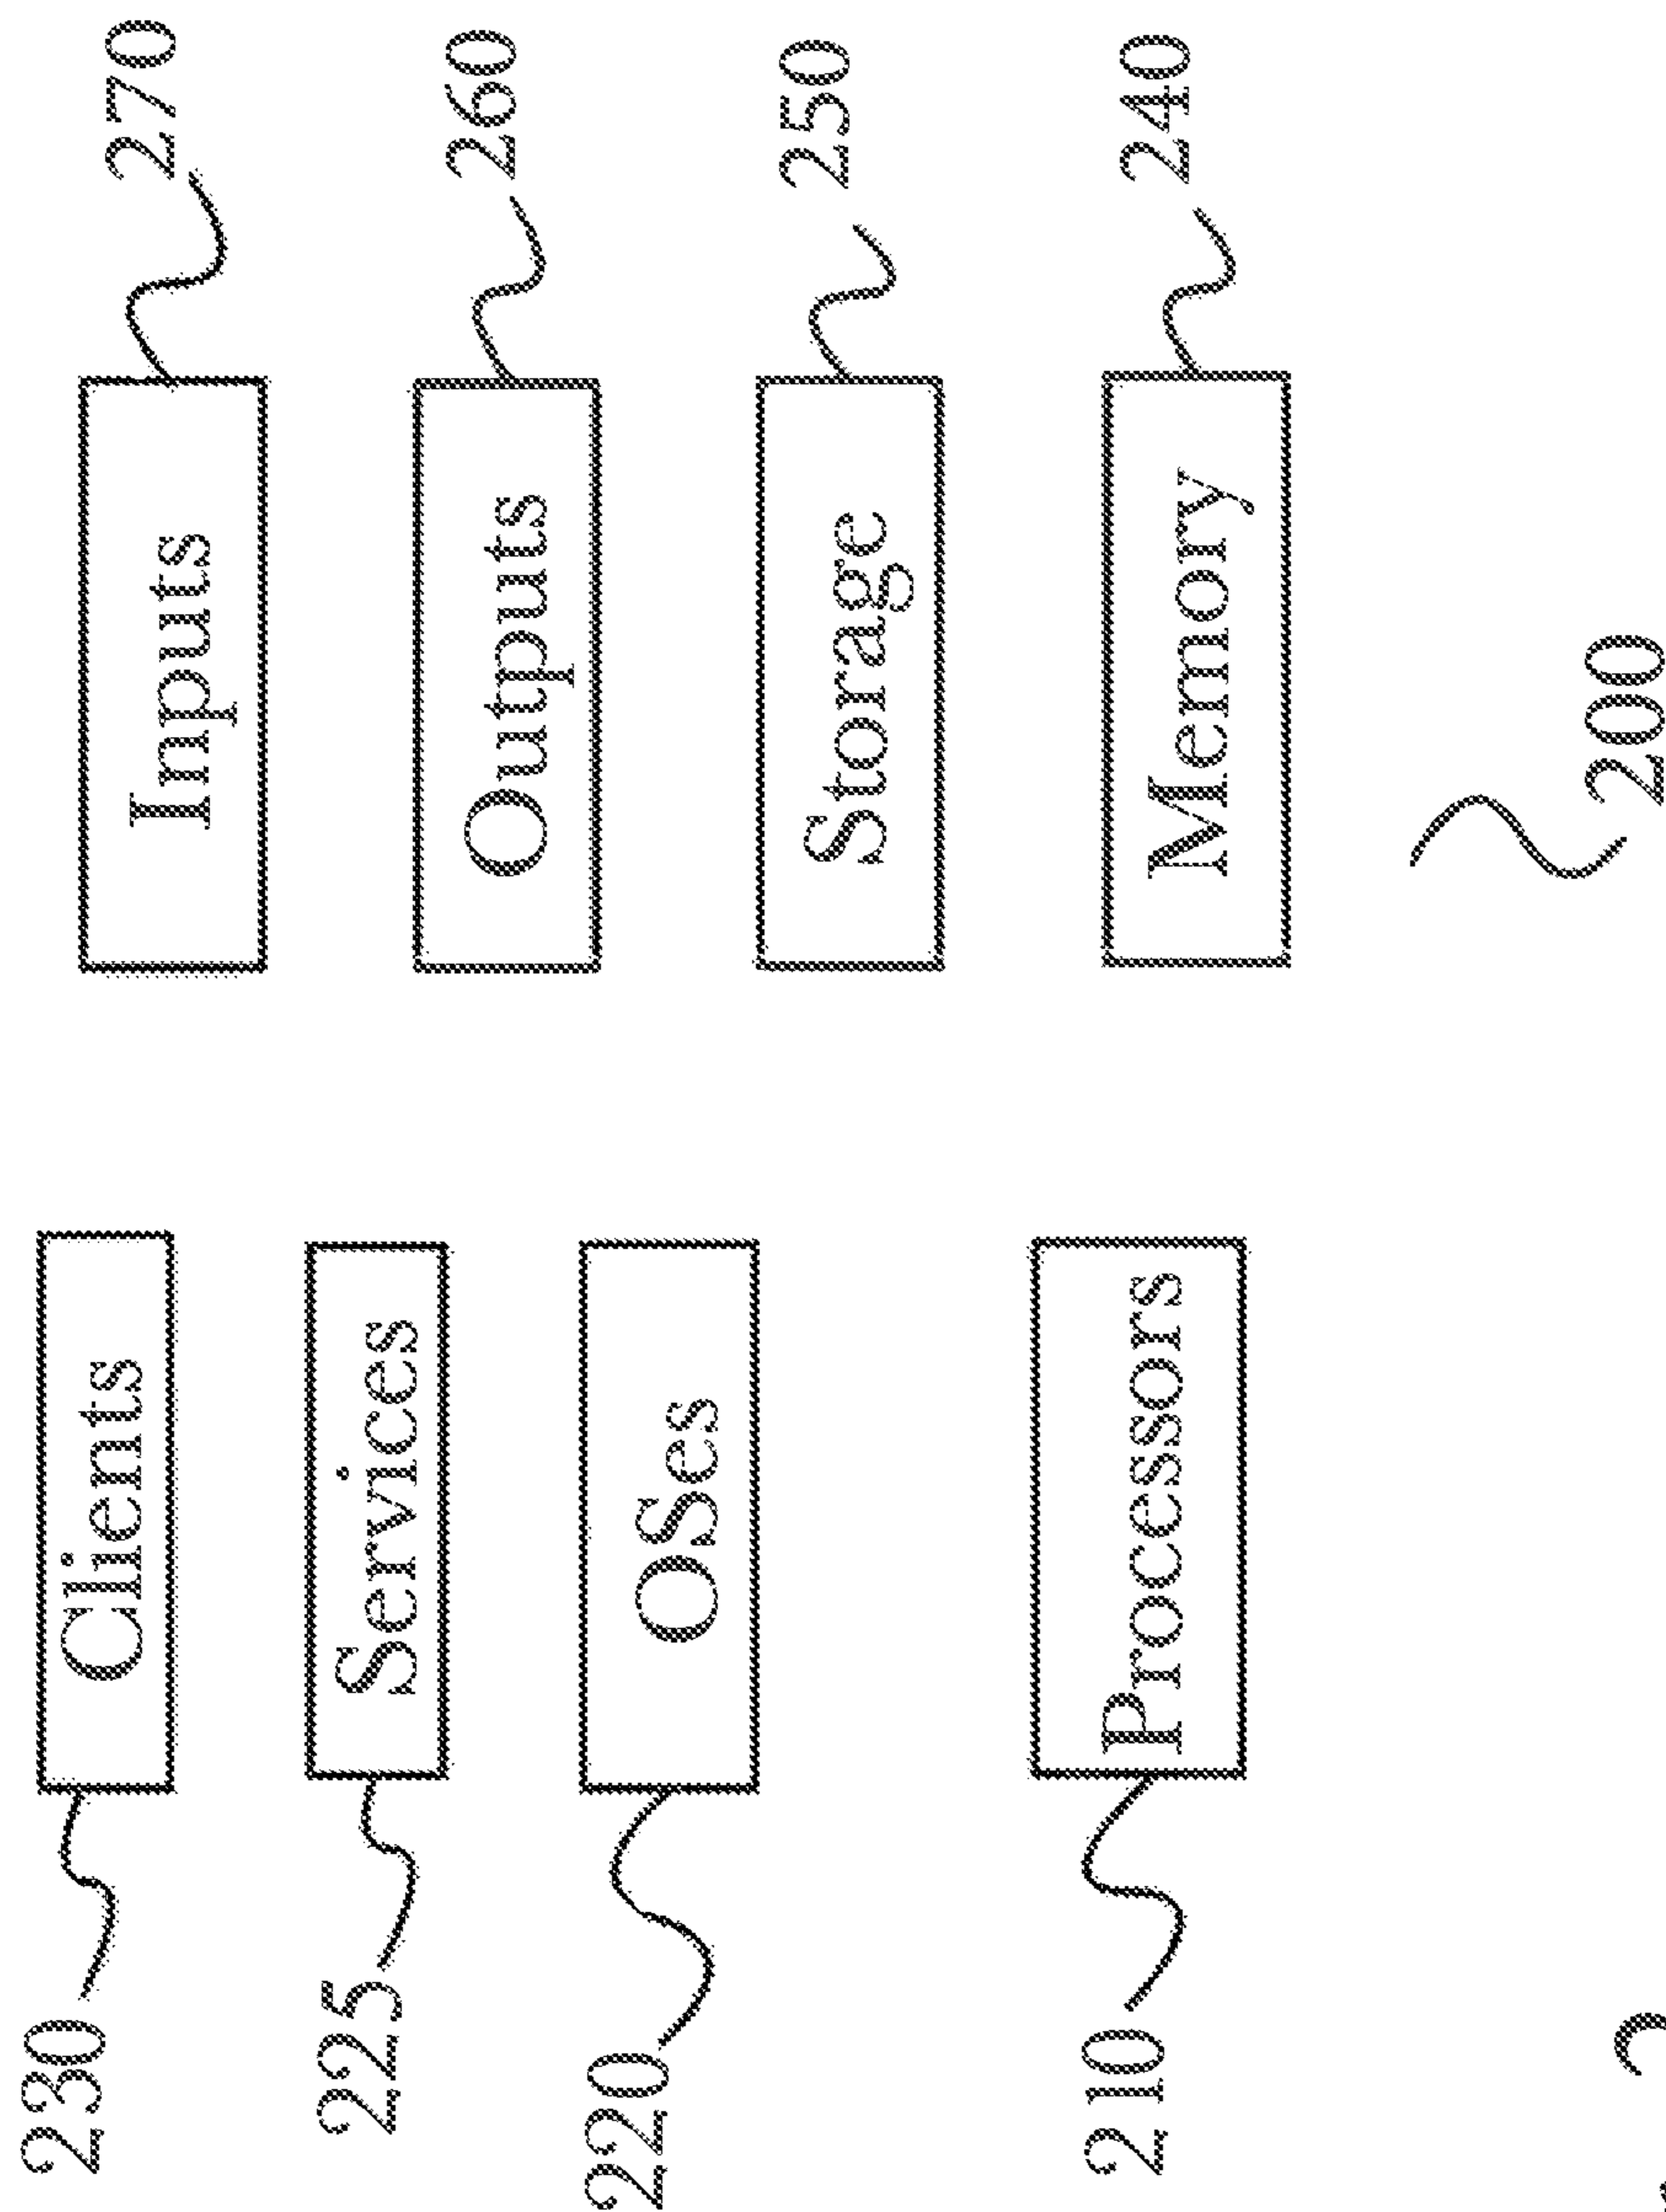 230
Clients
Inputs
270
225
Services
Outputs
260
220
OSes
Storage
250
210
Processors
Memory
240
200